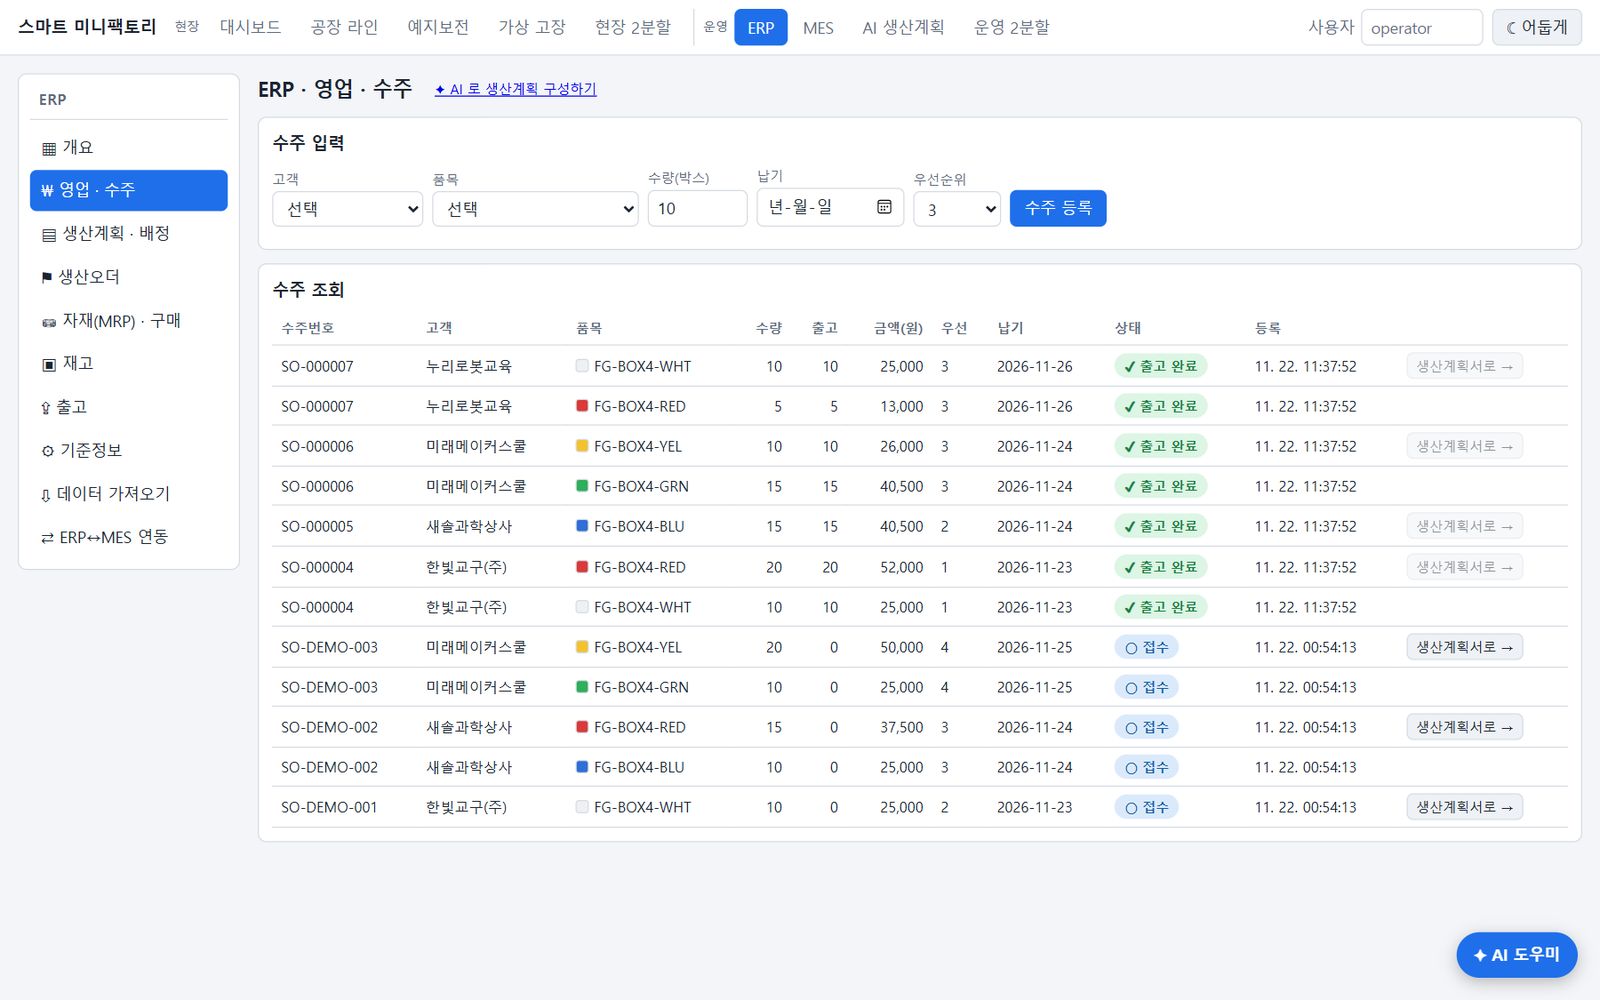 스마트 미니팩토리 현장 대시보드 공장 라인 예지보전 가상 고장 현장 2분할 운영 ERP MES AI 생산계획 운영 2분할 사용자 operator ☾ 어둡게
ERP
▦ 개요
₩ 영업 · 수주
▤ 생산계획 · 배정
⚑ 생산오더
자재(MRP) · 구매
▣ 재고
⇪ 출고
⚙ 기준정보
⇩ 데이터 가져오기
⇄ ERP↔MES 연동
ERP · 영업 · 수주 ✦ AI 로 생산계획 구성하기
수주 입력
고객 품목 수량(박스) 납기 우선순위
선택 선택 10 년-월-일 3 수주 등록
수주 조회
수주번호 고객 품목 수량 출고 금액(원) 우선 납기 상태 등록
SO-000007 누리로봇교육 FG-BOX4-WHT 10 10 25,000 3 2026-11-26 ✔ 출고 완료 11. 22. 11:37:52 생산계획서로 →
SO-000007 누리로봇교육 FG-BOX4-RED 5 5 13,000 3 2026-11-26 ✔ 출고 완료 11. 22. 11:37:52
SO-000006 미래메이커스쿨 FG-BOX4-YEL 10 10 26,000 3 2026-11-24 ✔ 출고 완료 11. 22. 11:37:52 생산계획서로 →
SO-000006 미래메이커스쿨 FG-BOX4-GRN 15 15 40,500 3 2026-11-24 ✔ 출고 완료 11. 22. 11:37:52
SO-000005 새솔과학상사 FG-BOX4-BLU 15 15 40,500 2 2026-11-24 ✔ 출고 완료 11. 22. 11:37:52 생산계획서로 →
SO-000004 한빛교구(주) FG-BOX4-RED 20 20 52,000 1 2026-11-23 ✔ 출고 완료 11. 22. 11:37:52 생산계획서로 →
SO-000004 한빛교구(주) FG-BOX4-WHT 10 10 25,000 1 2026-11-23 ✔ 출고 완료 11. 22. 11:37:52
SO-DEMO-003 미래메이커스쿨 FG-BOX4-YEL 20 0 50,000 4 2026-11-25 ○ 접수 11. 22. 00:54:13 생산계획서로 →
SO-DEMO-003 미래메이커스쿨 FG-BOX4-GRN 10 0 25,000 4 2026-11-25 ○ 접수 11. 22. 00:54:13
SO-DEMO-002 새솔과학상사 FG-BOX4-RED 15 0 37,500 3 2026-11-24 ○ 접수 11. 22. 00:54:13 생산계획서로 →
SO-DEMO-002 새솔과학상사 FG-BOX4-BLU 10 0 25,000 3 2026-11-24 ○ 접수 11. 22. 00:54:13
SO-DEMO-001 한빛교구(주) FG-BOX4-WHT 10 0 25,000 2 2026-11-23 ○ 접수 11. 22. 00:54:13 생산계획서로 →
✦ AI 도우미